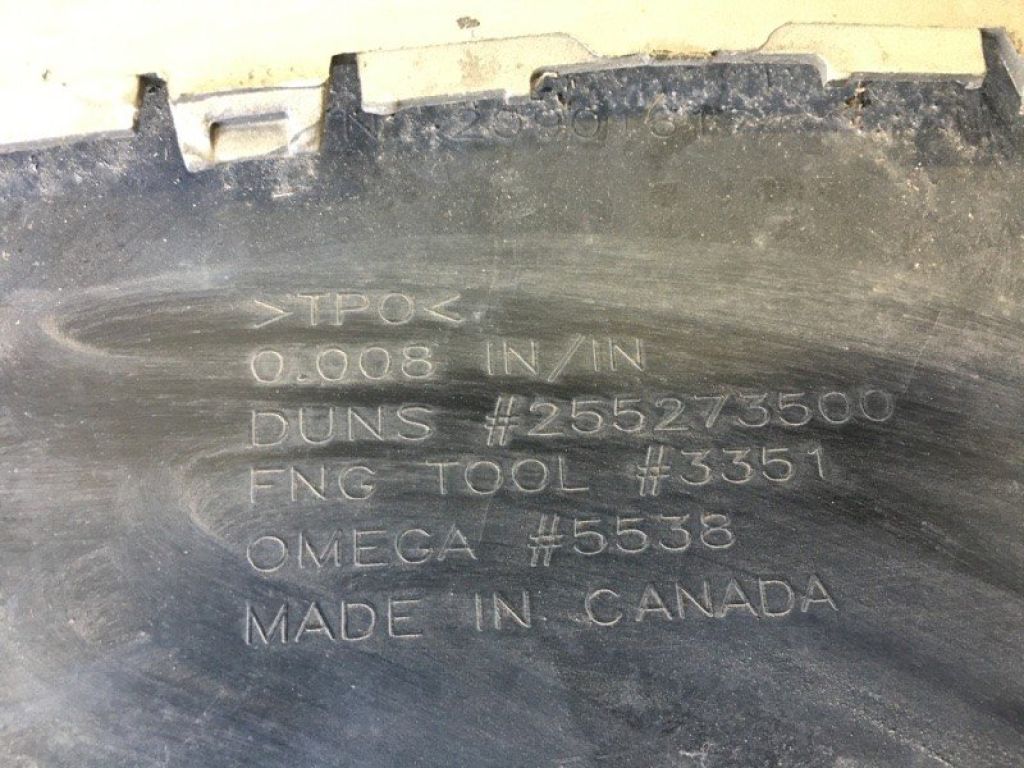 >TPO<
0.008 IN/IN
DUNS #255273500
FNG TOOL #3351
OMEGA #5538
MADE IN CANADA